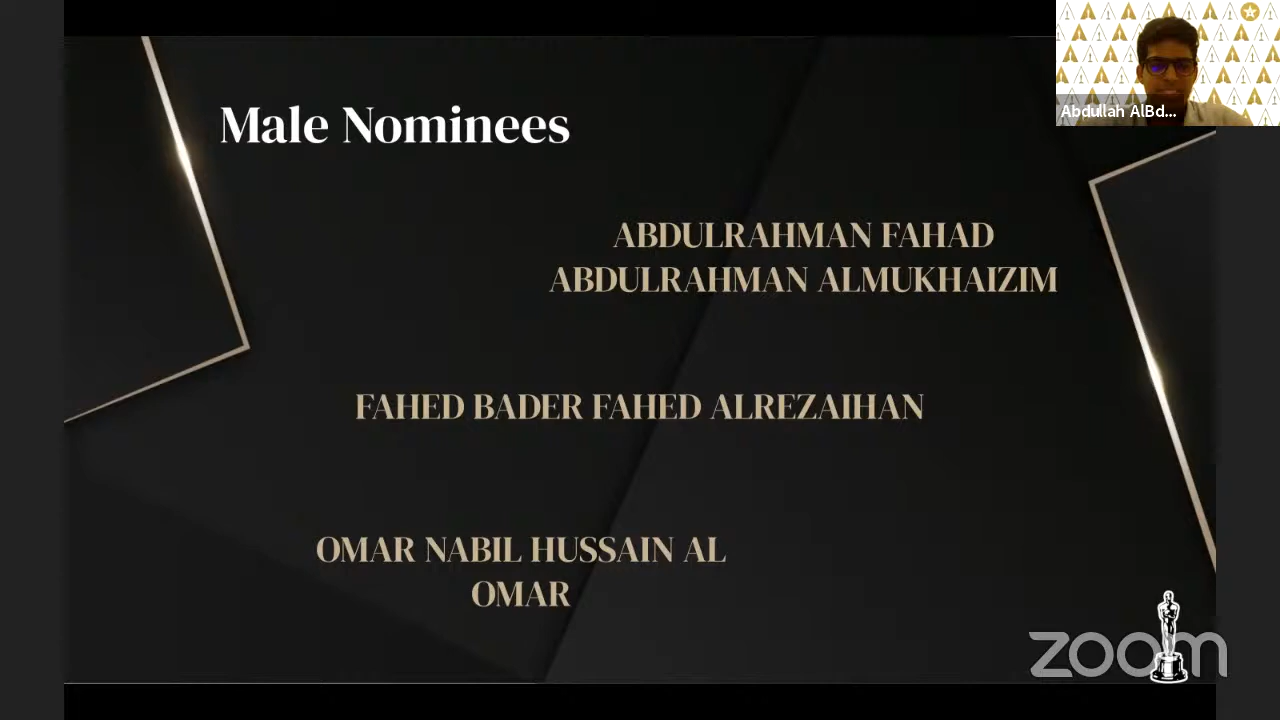 Male Nominees
Abdullah AlBd...
ABDULRAHMAN FAHAD
ABDULRAHMAN ALMUKHAIZIM
FAHED BADER FAHED ALREZAIHAN
OMAR NABIL HUSSAIN AL
OMAR
zoom